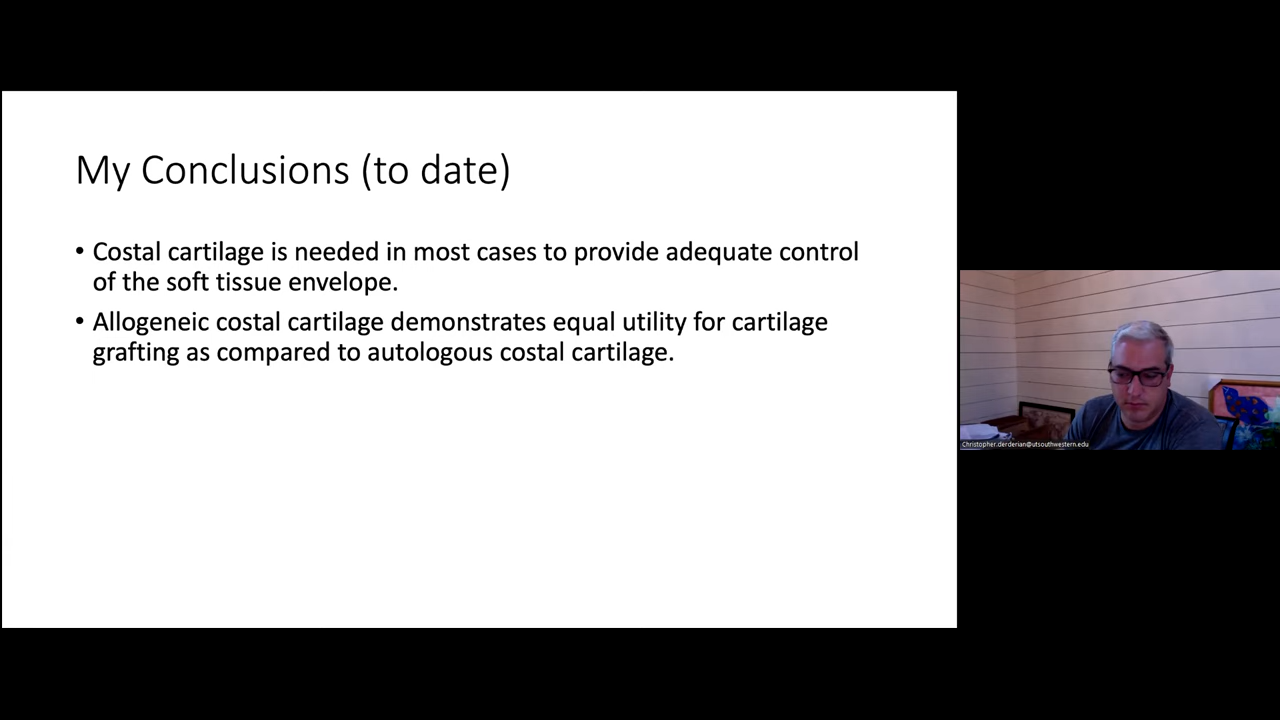 My Conclusions (to date)
• Costal cartilage is needed in most cases to provide adequate control
of the soft tissue envelope.
• Allogeneic costal cartilage demonstrates equal utility for cartilage
grafting as compared to autologous costal cartilage.
Christopher.derderian@utsouthwestern.edu